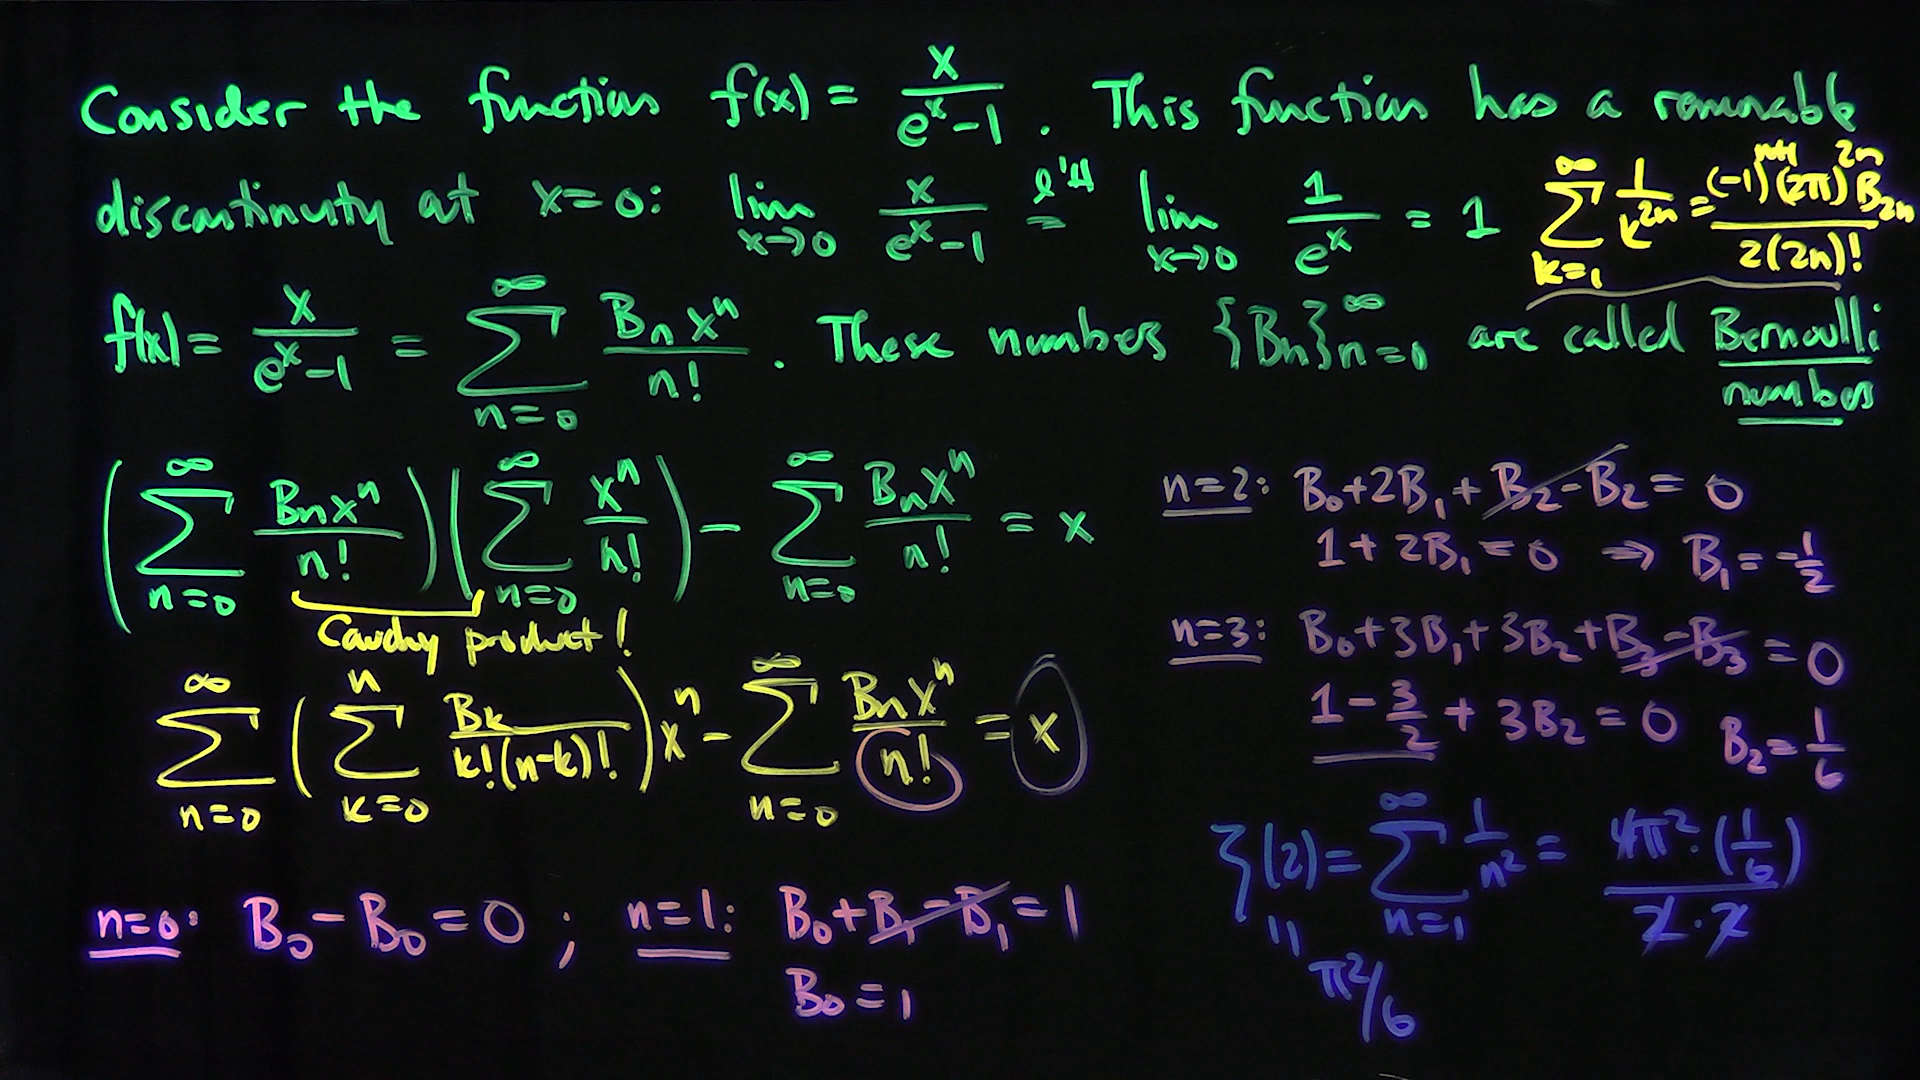 Consider the function f(x) = x/(e^x - 1). This function has a removable
discontinuity at x = 0: lim_{x→0} x/(e^x - 1) =^{l'H} lim_{x→0} 1/e^x = 1
∑_{k=1}^{∞} 1/k^{2n} = (-1)^{n+1} (2π)^{2n} B_{2n} / 2(2n)!
f(x) = x/(e^x - 1) = ∑_{n=0}^{∞} B_n x^n / n!. These numbers {B_n}_{n=0}^{∞} are called Bernoulli
numbers
(∑_{n=0}^{∞} B_n x^n / n!)(∑_{n=0}^{∞} x^n / n!) - ∑_{n=0}^{∞} B_n x^n / n! = x
Cauchy product!
∑_{n=0}^{∞} (∑_{k=0}^{n} B_k / k!(n-k)!) x^n - ∑_{n=0}^{∞} B_n x^n / n! = x
n=0: B_0 - B_0 = 0 ; n=1: B_0 + B_1 - B_1 = 1
B_0 = 1
n=2: B_0 + 2B_1 + B_2 - B_2 = 0
1 + 2B_1 = 0 ⇒ B_1 = -1/2
n=3: B_0 + 3B_1 + 3B_2 + B_3 - B_3 = 0
1 - 3/2 + 3B_2 = 0 B_2 = 1/6
ζ(2) = ∑_{n=1}^{∞} 1/n^2 = 4π^2 · (1/6) / 2 · 2
= π^2/6